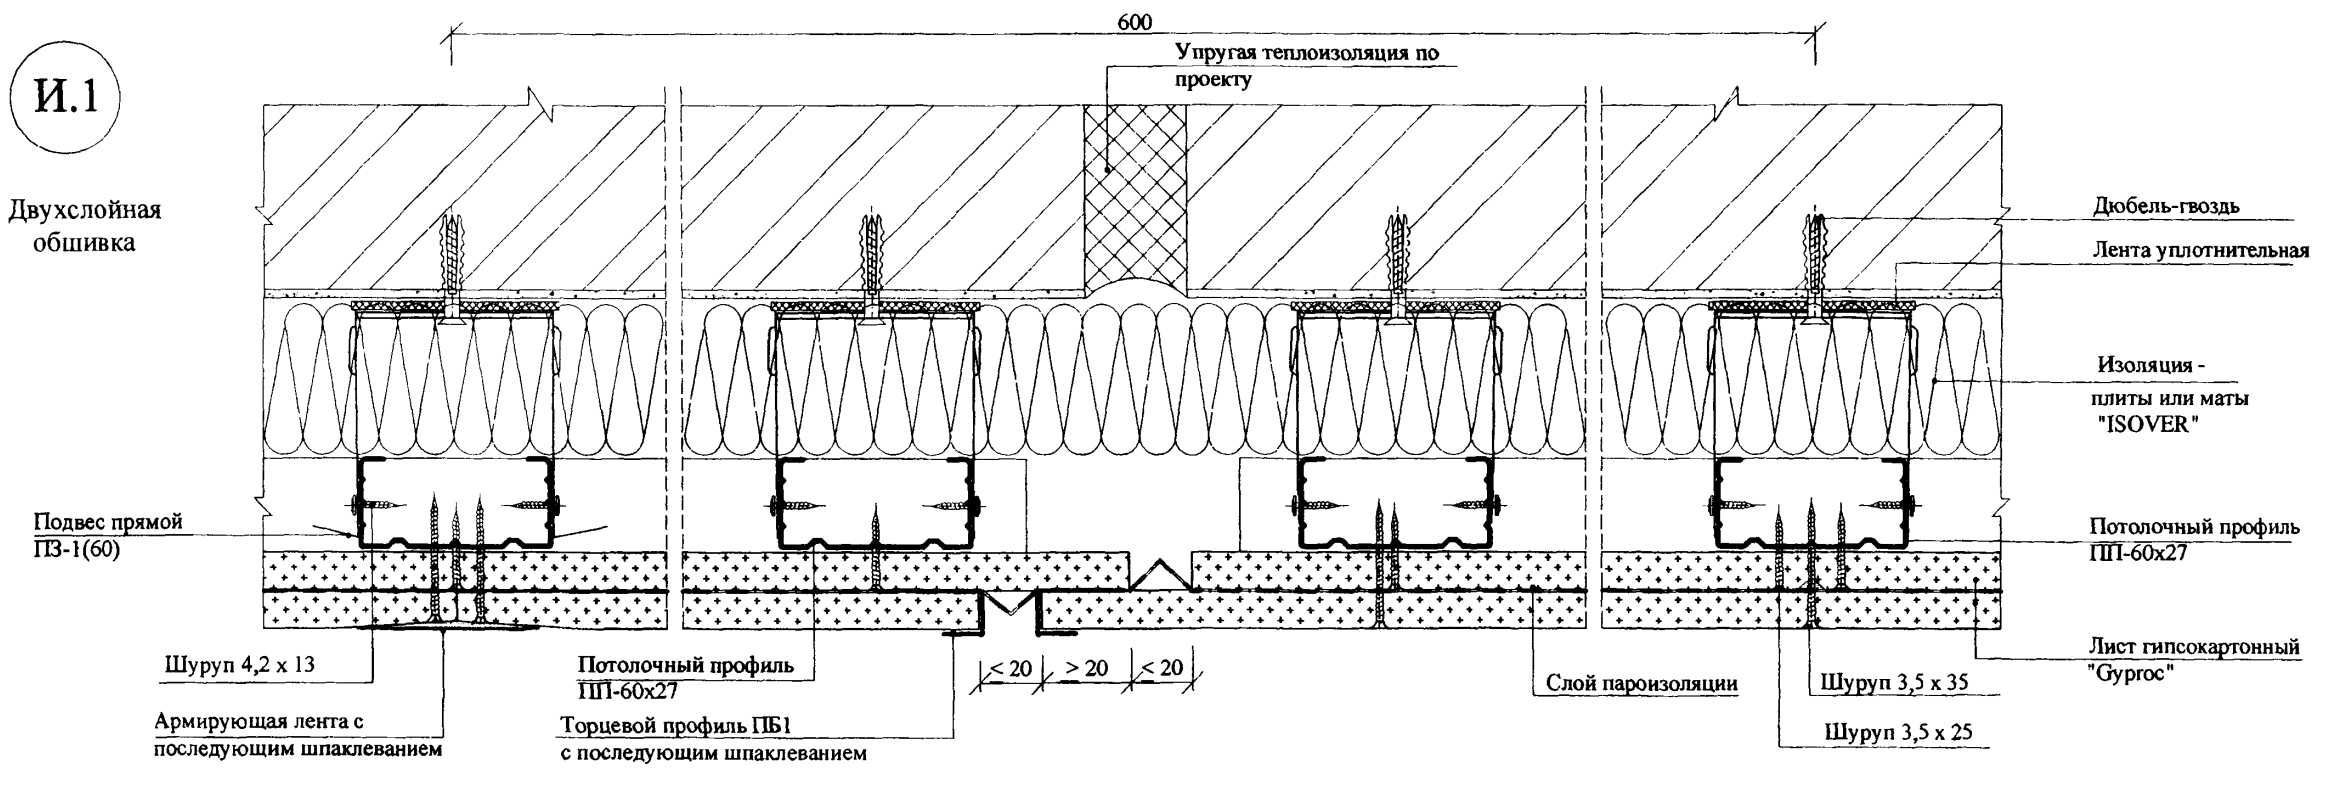 600
Упругая теплоизоляция по
проекту
И.1
Двухслойная
обшивка
Дюбель-гвоздь
Лента уплотнительная
Изоляция -
плиты или маты
"ISOVER"
Подвес прямой
ПЗ-1(60)
Потолочный профиль
ПП-60х27
Лист гипсокартонный
"Gyproc"
Шуруп 4,2 х 13
Потолочный профиль
ПП-60х27
≤ 20
≥ 20
≤ 20
Слой пароизоляции
Шуруп 3,5 х 35
Армирующая лента с
последующим шпаклеванием
Торцевой профиль ПБ1
с последующим шпаклеванием
Шуруп 3,5 х 25